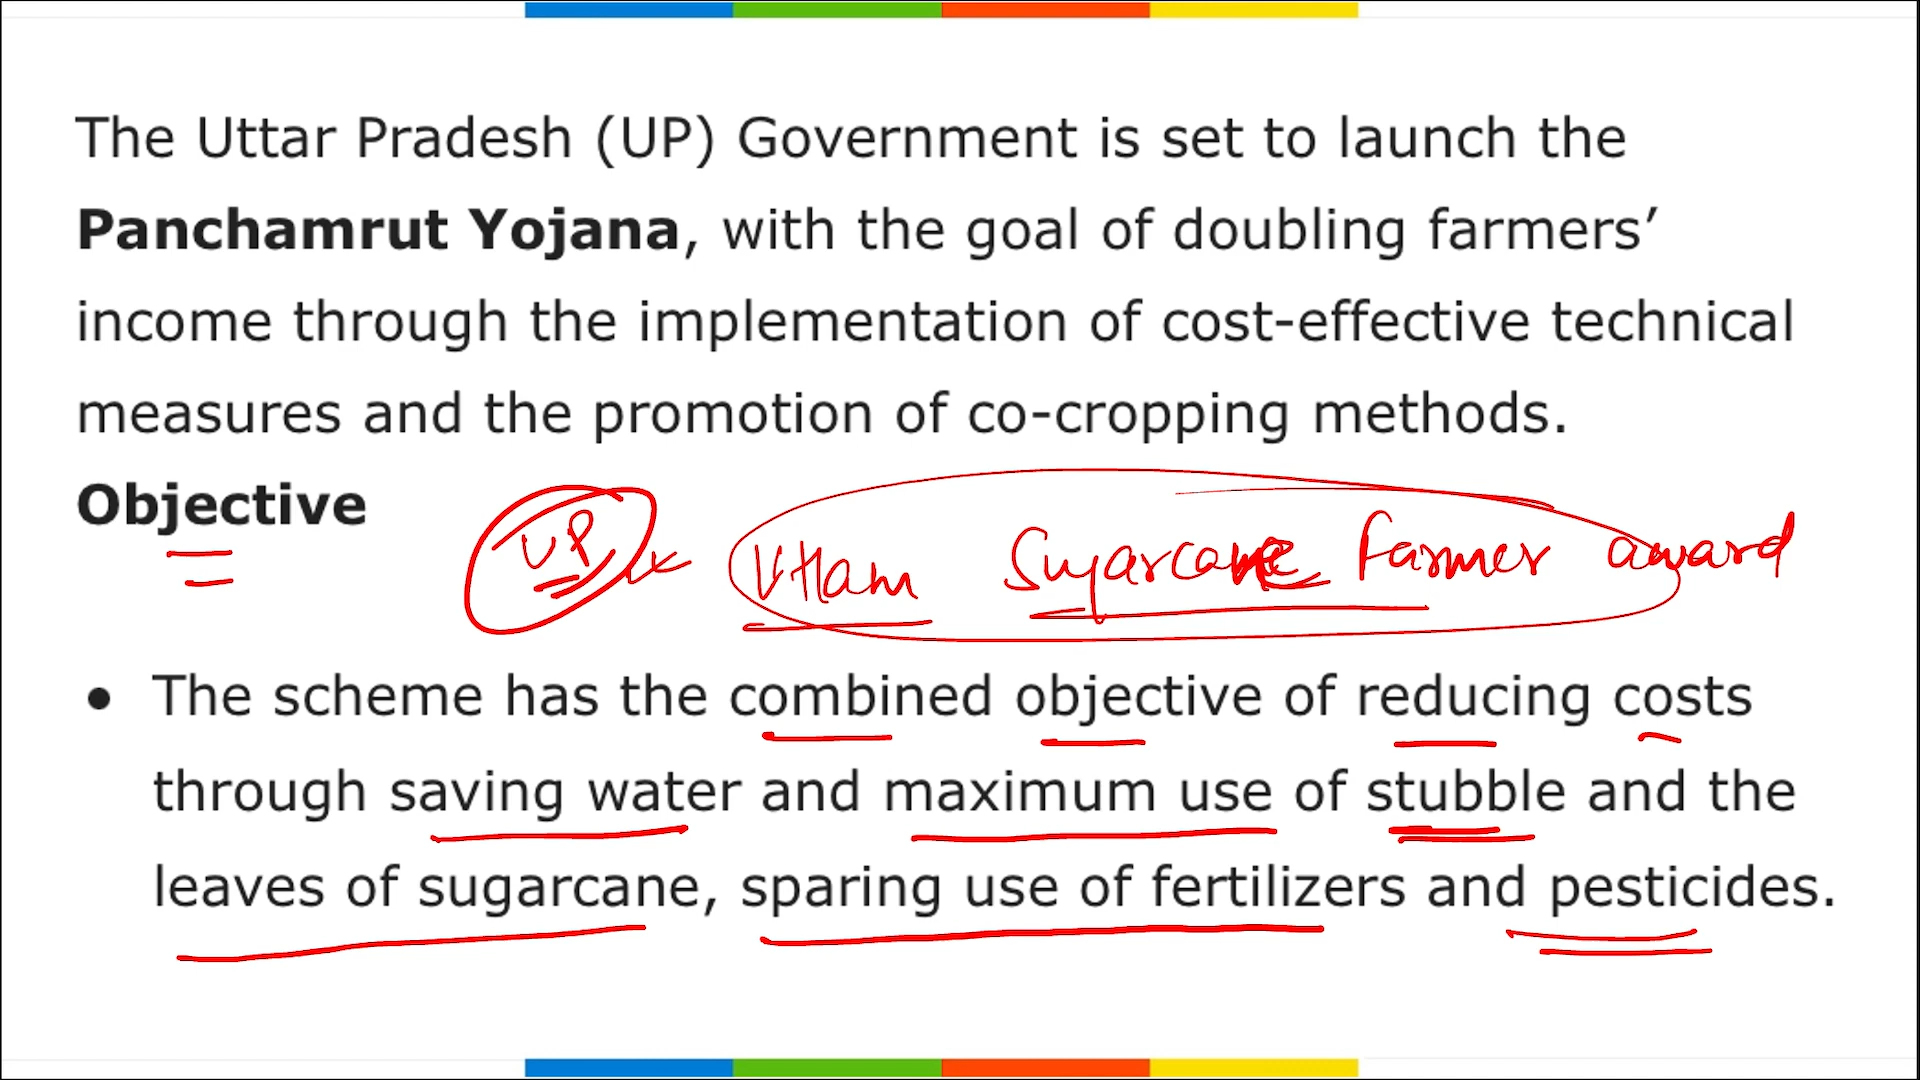 The Uttar Pradesh (UP) Government is set to launch the
Panchamrut Yojana, with the goal of doubling farmers’
income through the implementation of cost-effective technical
measures and the promotion of co-cropping methods.
Objective
UP Uttam Sugarcane Farmer award
• The scheme has the combined objective of reducing costs
through saving water and maximum use of stubble and the
leaves of sugarcane, sparing use of fertilizers and pesticides.